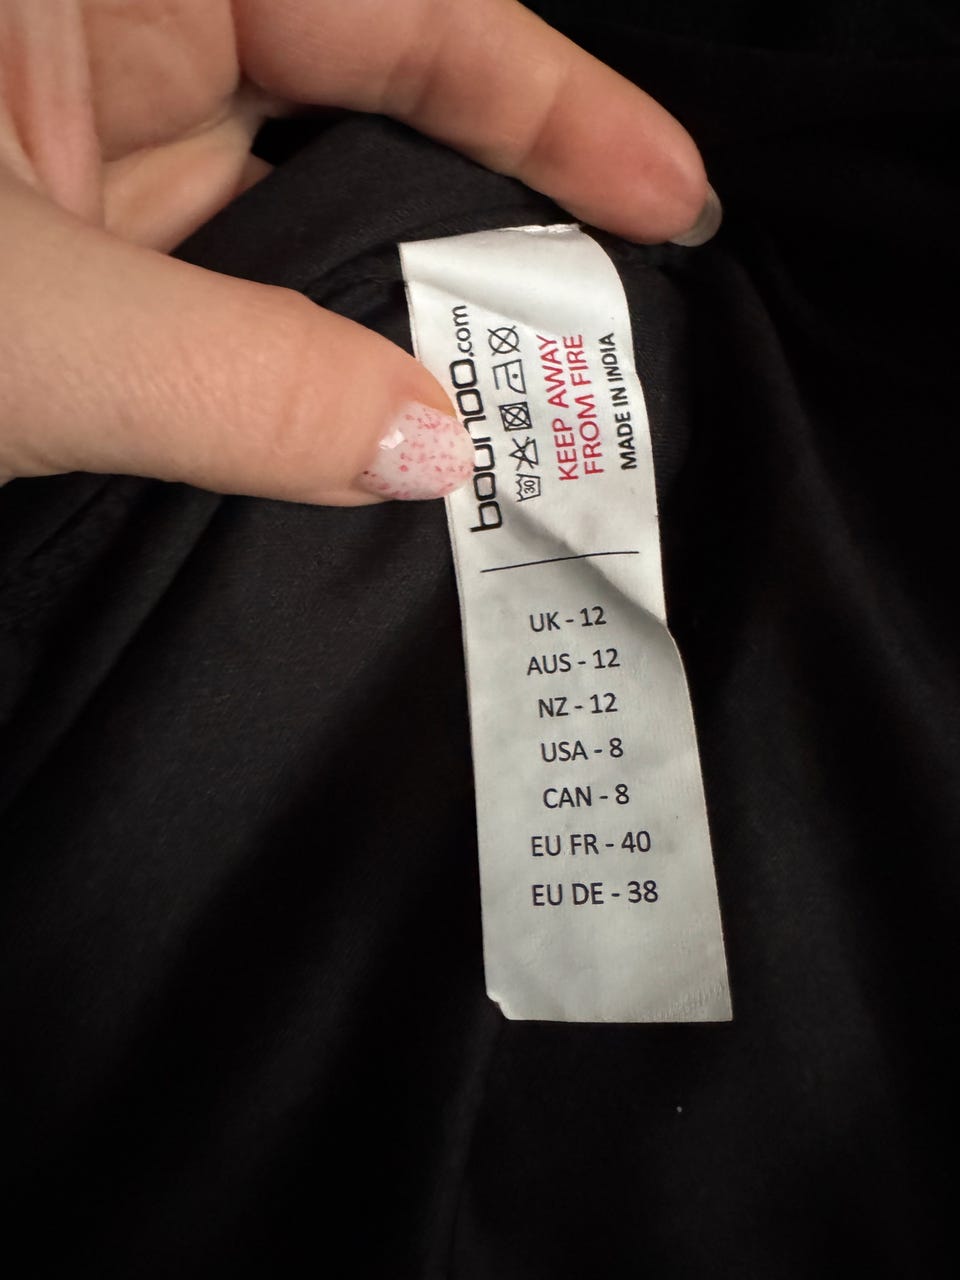 boohoo.com
30
KEEP AWAY
FROM FIRE
MADE IN INDIA
UK - 12
AUS - 12
NZ - 12
USA - 8
CAN - 8
EU FR - 40
EU DE - 38